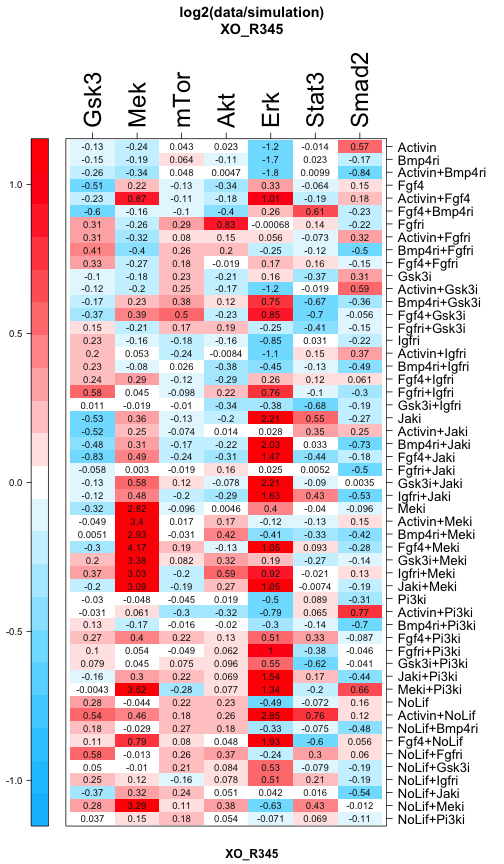 log2(data/simulation)
XO_R345
Gsk3 Mek mTor Akt Erk Stat3 Smad2
-0.13 -0.24 0.043 0.023 -1.2 -0.014 0.57 Activin
-0.15 -0.19 0.064 -0.11 -1.7 0.023 -0.17 Bmp4ri
-0.26 -0.34 -0.048 0.0047 -1.8 0.0099 -0.84 Activin+Bmp4ri
-0.51 0.22 -0.13 -0.34 0.33 -0.064 0.15 Fgf4
-0.23 0.87 -0.11 -0.18 1.01 -0.19 0.18 Activin+Fgf4
-0.6 -0.16 -0.1 -0.4 0.26 0.61 -0.23 Fgf4+Bmp4ri
0.31 -0.26 0.29 0.83 -0.00068 0.14 -0.22 Fgfri
0.31 -0.32 0.08 0.15 0.056 -0.073 0.32 Activin+Fgfri
0.41 -0.4 0.26 0.2 -0.25 -0.12 -0.5 Bmp4ri+Fgfri
0.33 -0.27 0.18 -0.019 0.17 0.16 -0.15 Fgf4+Fgfri
-0.1 -0.18 0.23 -0.21 0.16 -0.37 0.31 Gsk3i
-0.12 -0.2 0.25 -0.17 -1.2 -0.019 0.59 Activin+Gsk3i
-0.17 0.23 0.38 0.12 0.75 -0.67 -0.36 Bmp4ri+Gsk3i
-0.37 0.39 0.5 -0.23 0.85 -0.7 -0.056 Fgf4+Gsk3i
0.15 -0.21 0.17 0.19 -0.25 -0.41 -0.15 Fgfri+Gsk3i
0.23 -0.16 -0.18 -0.16 -0.85 0.031 -0.22 Igfri
0.2 0.053 -0.24 -0.0084 -1.1 0.15 0.37 Activin+Igfri
0.23 -0.08 0.026 -0.38 -0.45 -0.13 -0.49 Bmp4ri+Igfri
0.24 0.29 -0.12 -0.29 0.26 0.12 0.061 Fgf4+Igfri
0.58 0.045 -0.098 0.22 0.76 -0.1 -0.3 Fgfri+Igfri
0.011 -0.019 -0.01 -0.34 -0.38 -0.68 -0.19 Gsk3i+Igfri
-0.53 0.36 -0.13 -0.2 2.21 0.55 -0.27 Jaki
-0.52 0.25 -0.074 0.014 0.028 0.35 0.25 Activin+Jaki
-0.48 0.31 -0.17 -0.22 2.03 0.033 -0.73 Bmp4ri+Jaki
-0.83 0.49 -0.24 -0.31 1.47 -0.44 -0.18 Fgf4+Jaki
-0.058 0.003 -0.019 0.16 0.025 0.0052 -0.5 Fgfri+Jaki
-0.13 0.58 0.12 -0.078 2.21 -0.09 0.0035 Gsk3i+Jaki
-0.12 0.48 -0.2 -0.29 1.63 0.43 -0.53 Igfri+Jaki
-0.32 2.82 -0.096 0.0046 0.4 -0.04 -0.096 Meki
-0.049 3.4 0.017 0.17 -0.12 -0.13 0.15 Activin+Meki
0.0051 2.93 -0.031 0.42 -0.41 -0.33 -0.42 Bmp4ri+Meki
-0.3 4.17 0.19 -0.13 1.05 0.093 -0.28 Fgf4+Meki
0.2 3.38 0.082 0.32 0.19 -0.27 -0.14 Gsk3i+Meki
0.37 3.03 -0.2 0.59 0.92 -0.021 0.13 Igfri+Meki
-0.2 3.09 -0.19 0.27 1.05 -0.0074 -0.19 Jaki+Meki
-0.03 -0.048 -0.045 0.019 -0.5 0.089 -0.31 Pi3ki
-0.031 0.061 -0.3 -0.32 -0.79 0.065 0.77 Activin+Pi3ki
0.13 -0.17 -0.016 -0.02 -0.3 -0.14 -0.7 Bmp4ri+Pi3ki
0.27 0.4 0.22 0.13 0.51 0.33 -0.087 Fgf4+Pi3ki
0.1 0.054 -0.049 0.062 1 -0.38 -0.046 Fgfri+Pi3ki
0.079 0.045 0.075 0.096 0.55 -0.62 -0.041 Gsk3i+Pi3ki
-0.16 0.3 0.22 0.069 1.54 0.17 -0.44 Jaki+Pi3ki
-0.0043 3.52 -0.28 0.077 1.34 -0.2 0.66 Meki+Pi3ki
0.28 -0.044 0.22 0.23 -0.49 -0.072 0.16 NoLif
0.54 0.46 0.18 0.26 2.85 0.76 0.12 Activin+NoLif
0.18 -0.029 0.27 0.18 -0.33 -0.075 -0.48 NoLif+Bmp4ri
0.11 0.79 0.08 0.048 1.93 -0.6 0.056 Fgf4+NoLif
0.58 -0.013 0.26 0.37 -0.24 0.3 0.06 NoLif+Fgfri
0.05 -0.01 0.21 0.084 0.53 -0.079 -0.19 NoLif+Gsk3i
0.25 0.12 -0.16 0.078 0.51 0.21 -0.19 NoLif+Igfri
-0.37 0.32 0.24 0.051 0.042 0.016 -0.54 NoLif+Jaki
0.28 3.29 0.11 0.38 -0.63 0.43 -0.012 NoLif+Meki
0.037 0.15 0.18 0.054 -0.071 0.069 -0.11 NoLif+Pi3ki
1.0
0.5
0.0
-0.5
-1.0
XO_R345